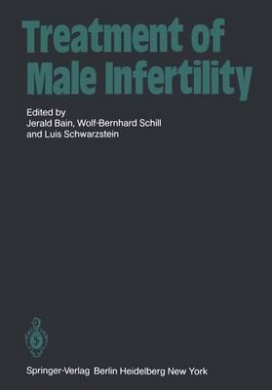 Treatment of
Male Infertility
Edited by
Jerald Bain, Wolf-Bernhard Schill
and Luis Schwarzstein
Springer-Verlag Berlin Heidelberg New York